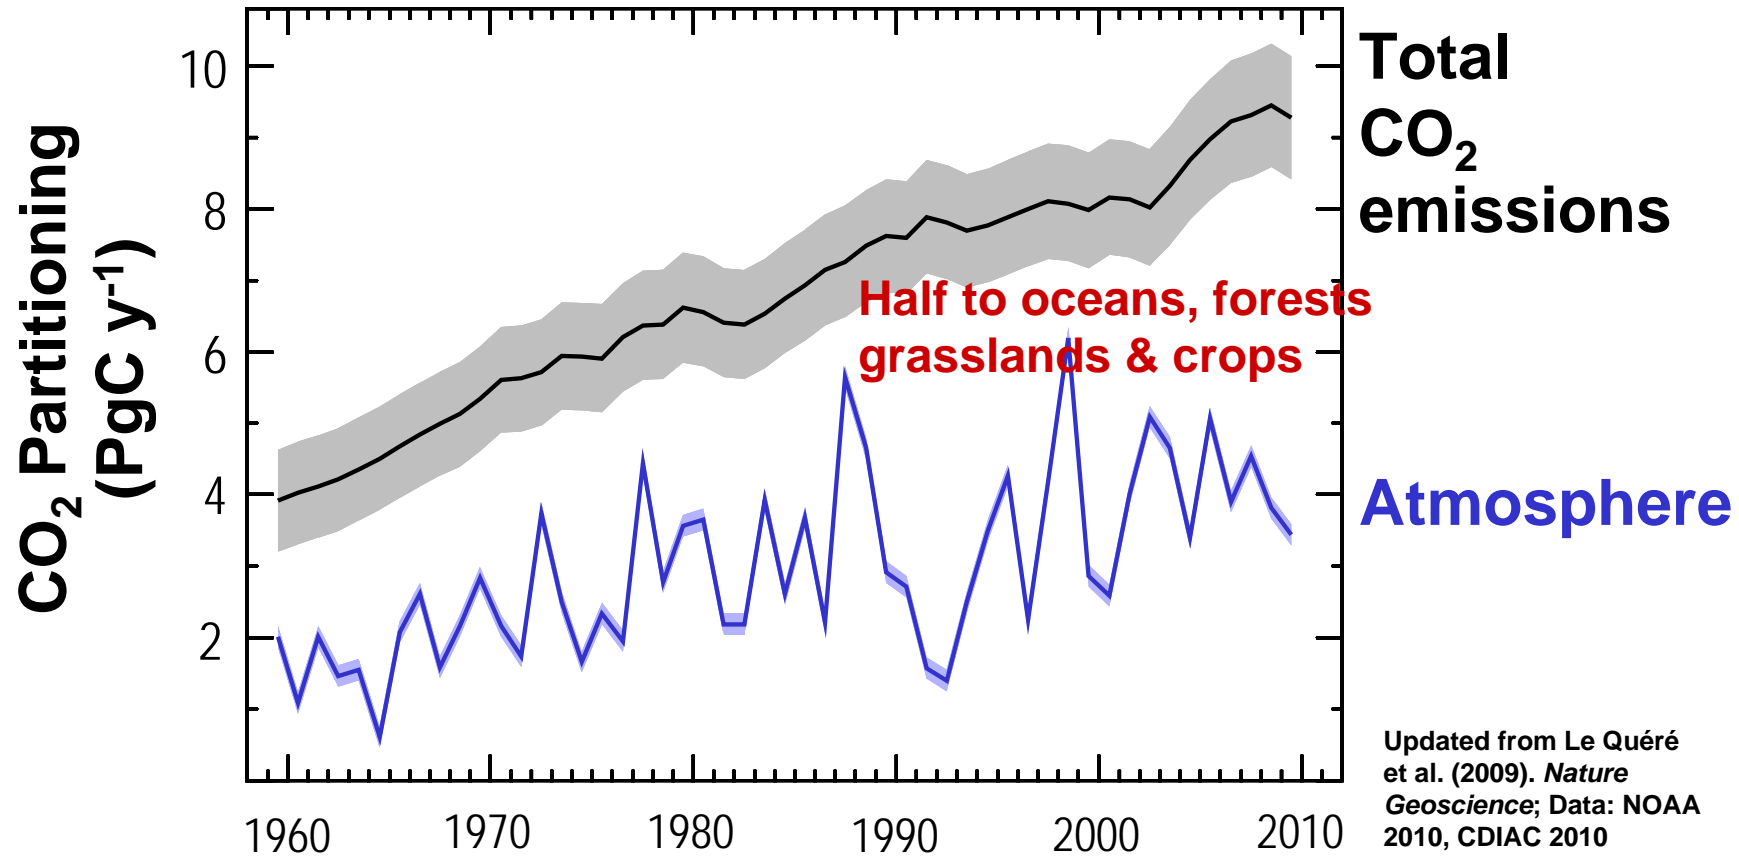 CO₂ Partitioning
(PgC y⁻¹)
10
8
6
4
2
1960 1970 1980 1990 2000 2010
Total
CO₂
emissions
Half to oceans, forests
grasslands & crops
Atmosphere
Updated from Le Quéré
et al. (2009). Nature
Geoscience; Data: NOAA
2010, CDIAC 2010